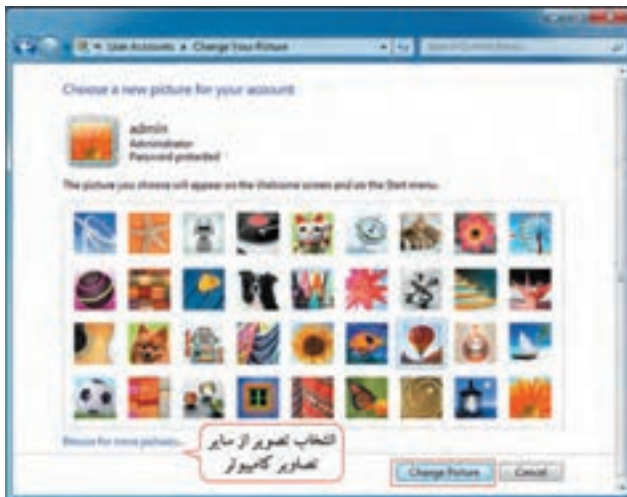 User Accounts ▸ Change Your Picture
Choose a new picture for your account
admin
Administrator
Password protected
The picture you choose will appear on the Welcome screen and on the Start menu.
Browse for more pictures...
انتخاب تصویر از سایر
تصاویر کامپیوتر
Change Picture
Cancel